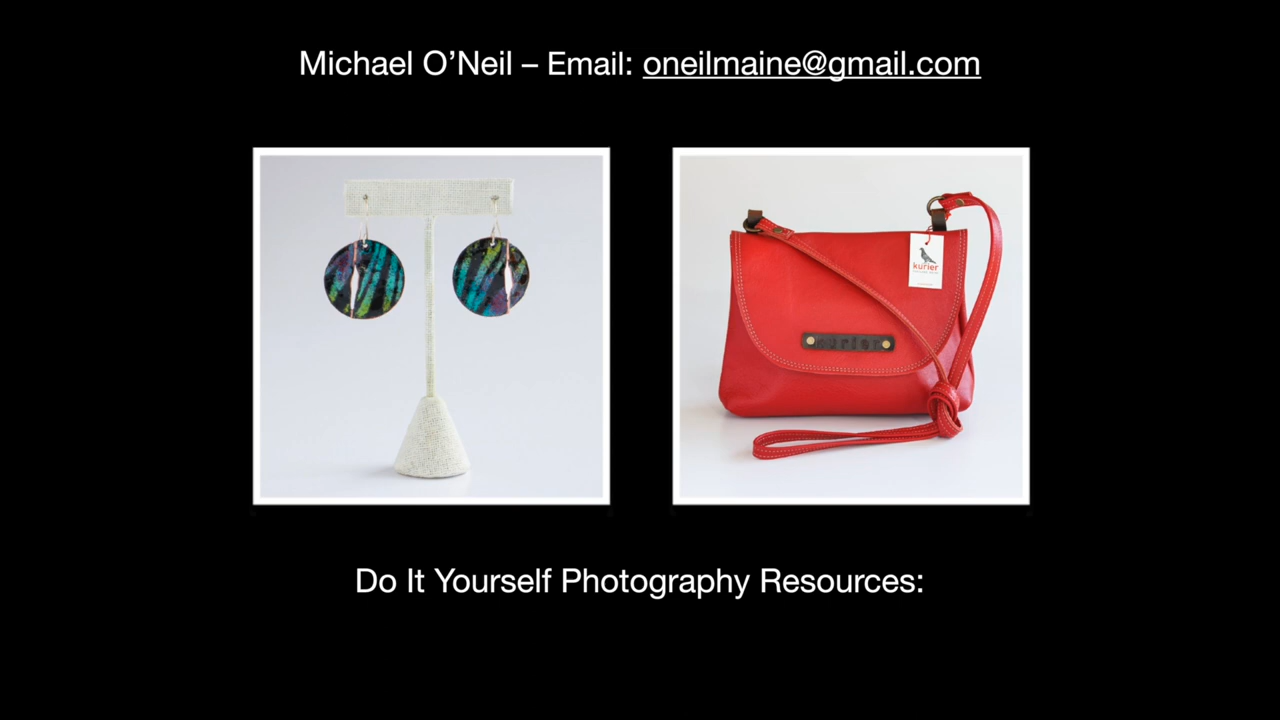 Michael O’Neil – Email: oneilmaine@gmail.com
kurier
kurier
Do It Yourself Photography Resources: